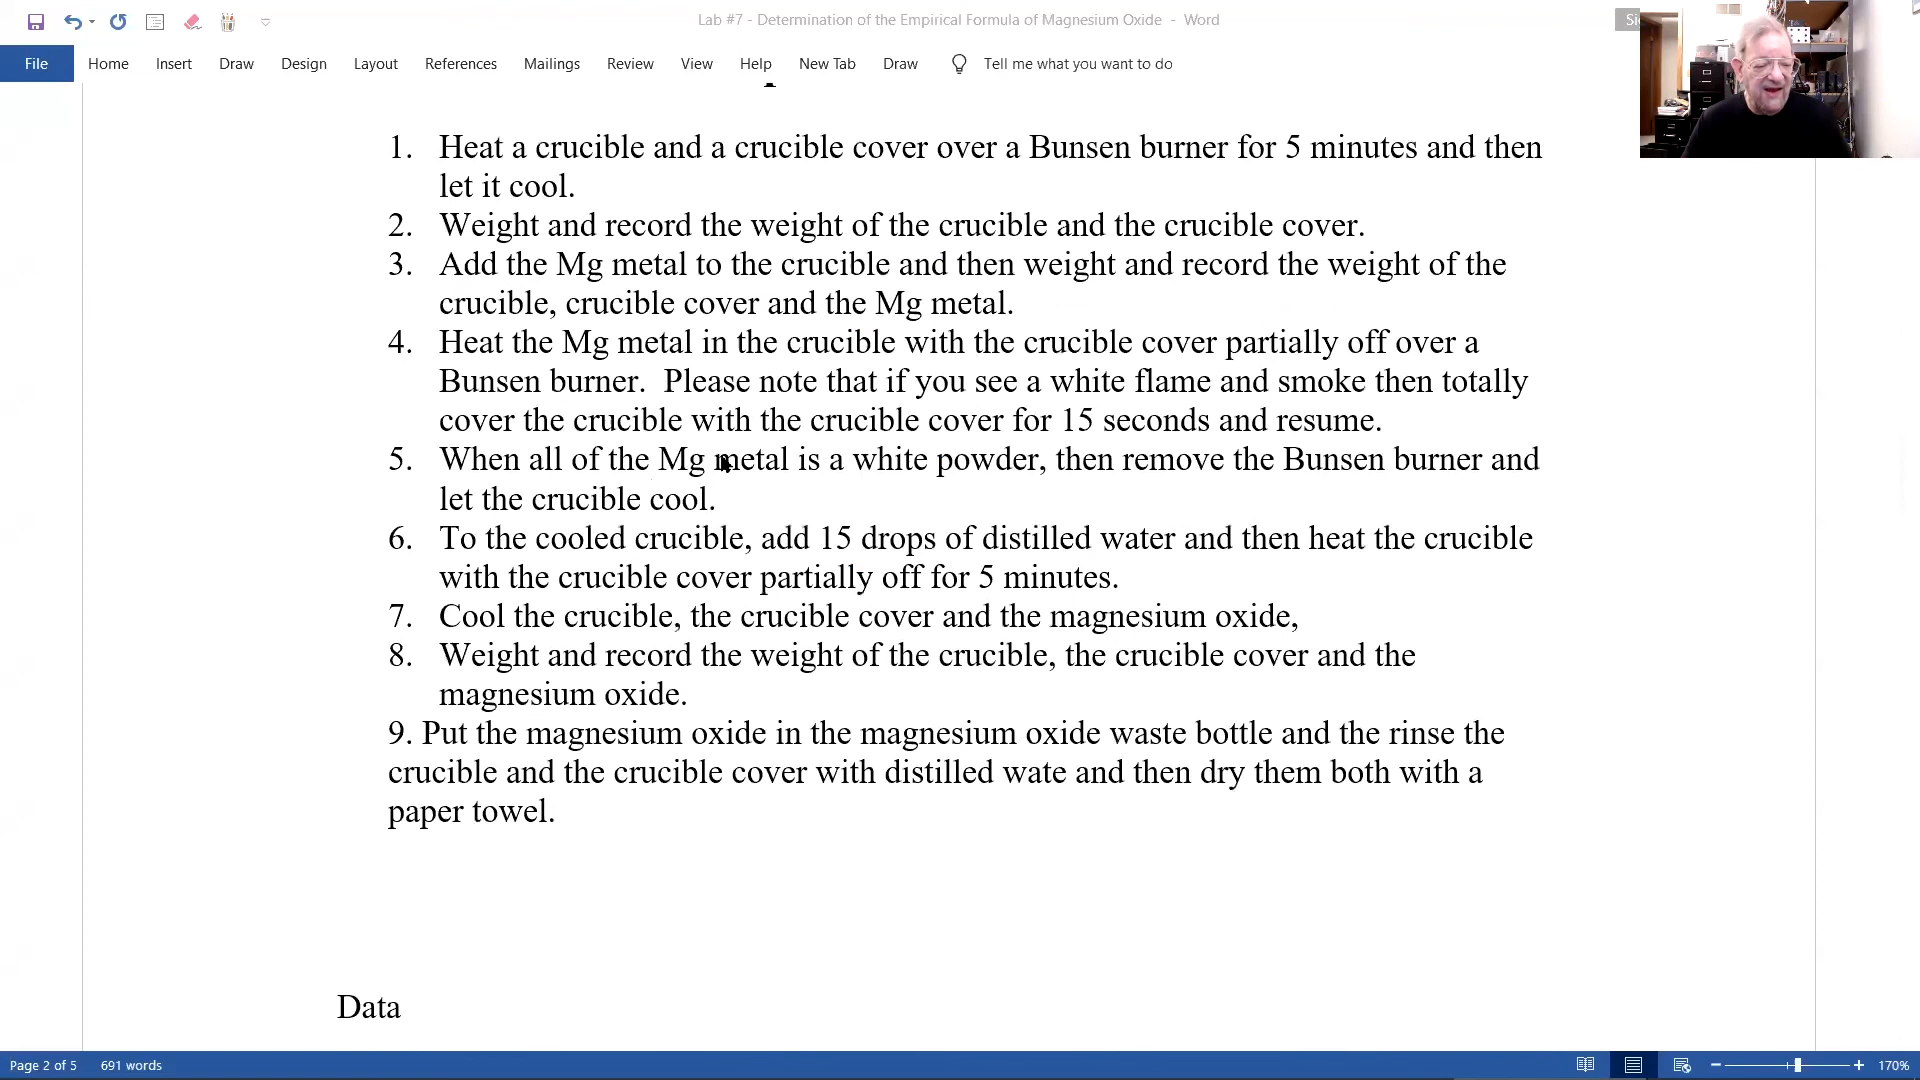 Lab #7 - Determination of the Empirical Formula of Magnesium Oxide - Word
File Home Insert Draw Design Layout References Mailings Review View Help New Tab Draw Tell me what you want to do
1. Heat a crucible and a crucible cover over a Bunsen burner for 5 minutes and then
let it cool.
2. Weight and record the weight of the crucible and the crucible cover.
3. Add the Mg metal to the crucible and then weight and record the weight of the
crucible, crucible cover and the Mg metal.
4. Heat the Mg metal in the crucible with the crucible cover partially off over a
Bunsen burner.  Please note that if you see a white flame and smoke then totally
cover the crucible with the crucible cover for 15 seconds and resume.
5. When all of the Mg metal is a white powder, then remove the Bunsen burner and
let the crucible cool.
6. To the cooled crucible, add 15 drops of distilled water and then heat the crucible
with the crucible cover partially off for 5 minutes.
7. Cool the crucible, the crucible cover and the magnesium oxide,
8. Weight and record the weight of the crucible, the crucible cover and the
magnesium oxide.
9. Put the magnesium oxide in the magnesium oxide waste bottle and the rinse the
crucible and the crucible cover with distilled wate and then dry them both with a
paper towel.
Data
Page 2 of 5 691 words 170%